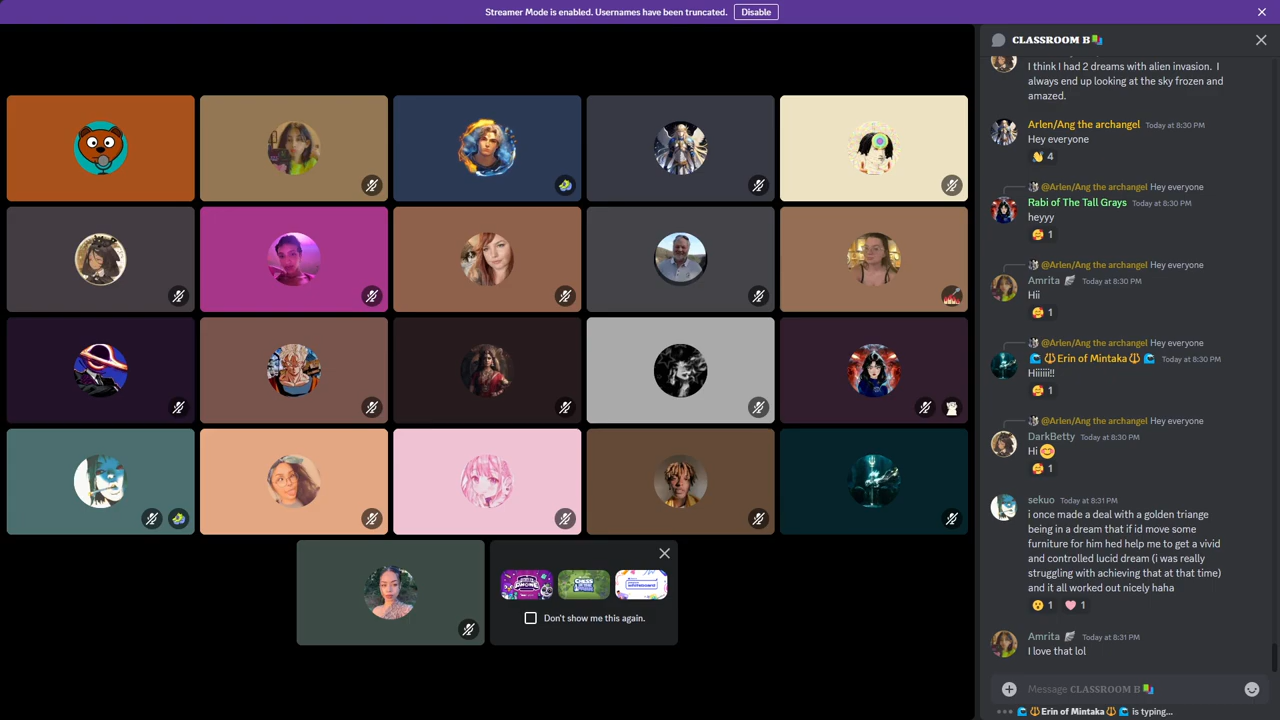 Streamer Mode is enabled. Usernames have been truncated. Disable
CLASSROOM B
I think I had 2 dreams with alien invasion. I
always end up looking at the sky frozen and
amazed.
Arlen/Ang the archangel Today at 8:30 PM
Hey everyone
4
@Arlen/Ang the archangel Hey everyone
Rabi of The Tall Grays Today at 8:30 PM
heyyy
1
@Arlen/Ang the archangel Hey everyone
Amrita Today at 8:30 PM
Hii
1
@Arlen/Ang the archangel Hey everyone
🌊 🔱Erin of Mintaka🔱 🌊 Today at 8:30 PM
Hiiiiii!!
1
@Arlen/Ang the archangel Hey everyone
DarkBetty Today at 8:30 PM
Hi 😊
1
sekuo Today at 8:31 PM
i once made a deal with a golden triange
being in a dream that if id move some
furniture for him hed help me to get a vivid
and controlled lucid dream (i was really
struggling with achieving that at that time)
and it all worked out nicely haha
1 1
Amrita Today at 8:31 PM
I love that lol
Message CLASSROOM B
🌊 🔱Erin of Mintaka🔱 🌊 is typing...
CHESS
whiteboard
Don't show me this again.